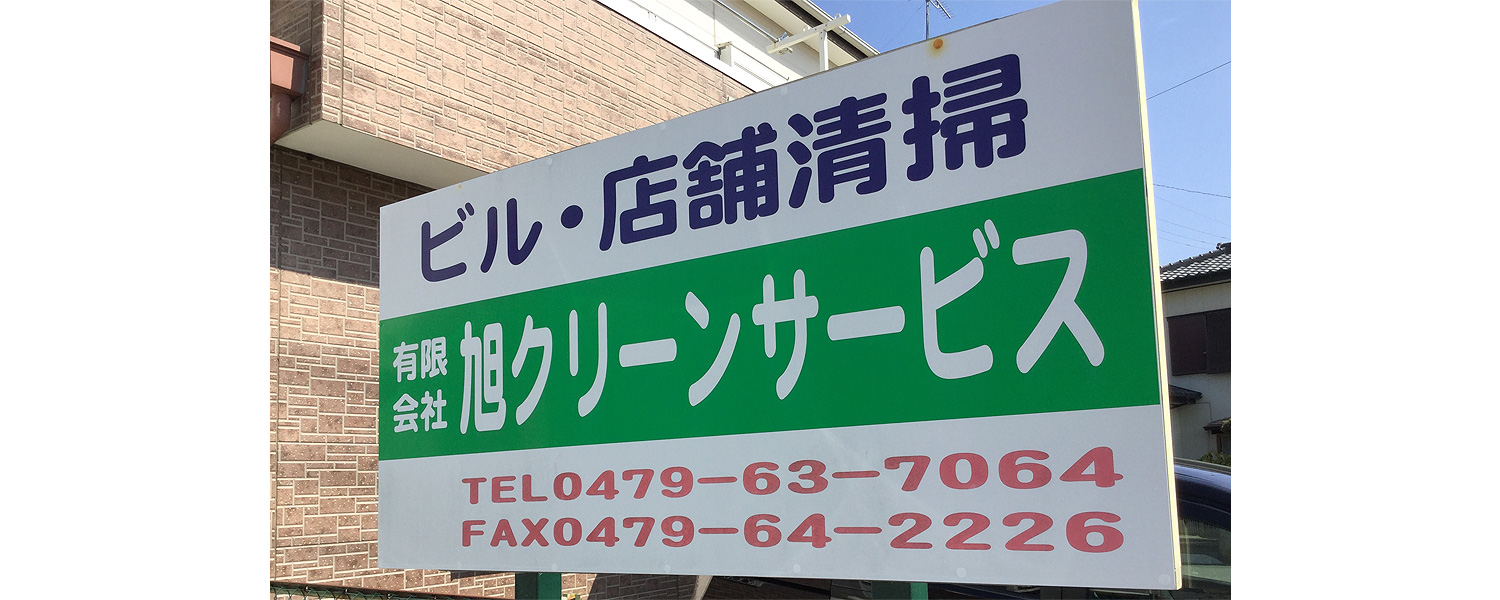 ビル・店舗清掃
有限会社 旭クリーンサービス
TEL0479-63-7064
FAX0479-64-2226